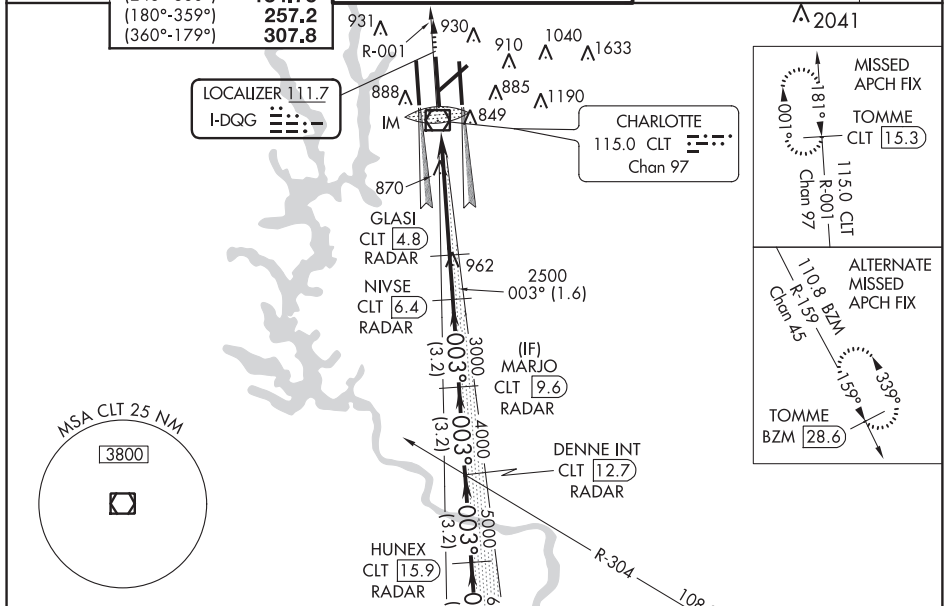 (180°-359°) 257.2
(360°-179°) 307.8
931
930
R-001
910
1040
1633
2041
LOCALIZER 111.7
I-DQG
888
885
1190
IM
849
CHARLOTTE
115.0 CLT
Chan 97
870
GLASI
CLT 4.8
RADAR
962
2500
003° (1.6)
NIVSE
CLT 6.4
RADAR
003°
(3.2)
3000
(IF)
MARJO
CLT 9.6
RADAR
003°
(3.2)
4000
DENNE INT
CLT 12.7
RADAR
003°
(3.2)
5000
HUNEX
CLT 15.9
RADAR
R-304
MSA CLT 25 NM
3800
MISSED
APCH FIX
TOMME
CLT 15.3
181°
001°
115.0 CLT
R-001
Chan 97
ALTERNATE
MISSED
APCH FIX
110.8 BZM
R-159
Chan 45
159°
339°
TOMME
BZM 28.6